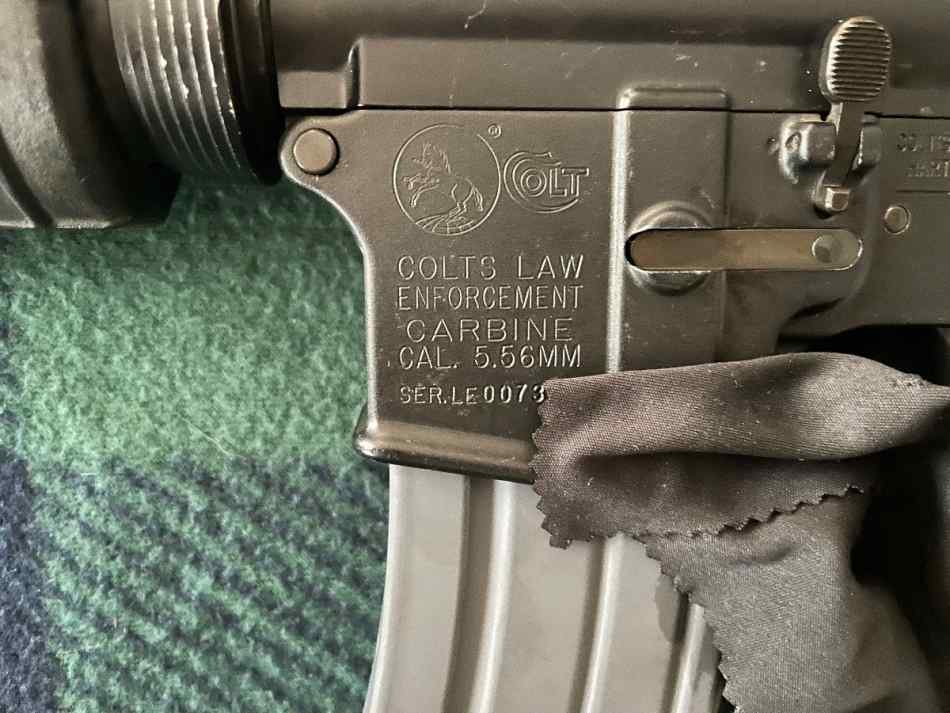 ®
COLT
COLTS LAW
ENFORCEMENT
CARBINE
CAL. 5.56MM
SER.LE0073